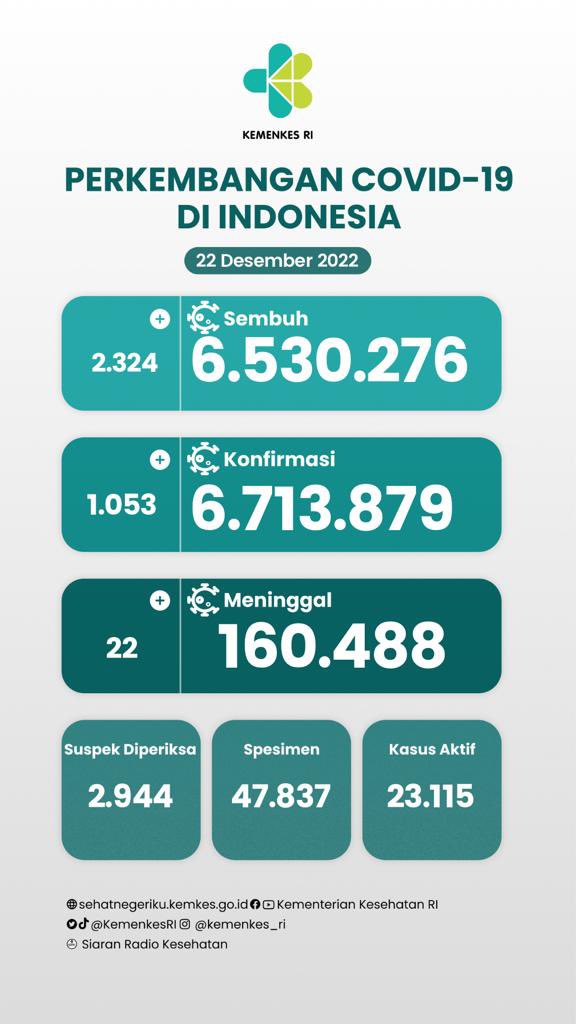 KEMENKES RI
PERKEMBANGAN COVID-19
DI INDONESIA
22 Desember 2022
+
Sembuh
2.324
6.530.276
+
Konfirmasi
1.053
6.713.879
+
Meninggal
22
160.488
Suspek Diperiksa
2.944
Spesimen
47.837
Kasus Aktif
23.115
sehatnegeriku.kemkes.go.id Kementerian Kesehatan RI
@KemenkesRI @kemenkes_ri
Siaran Radio Kesehatan